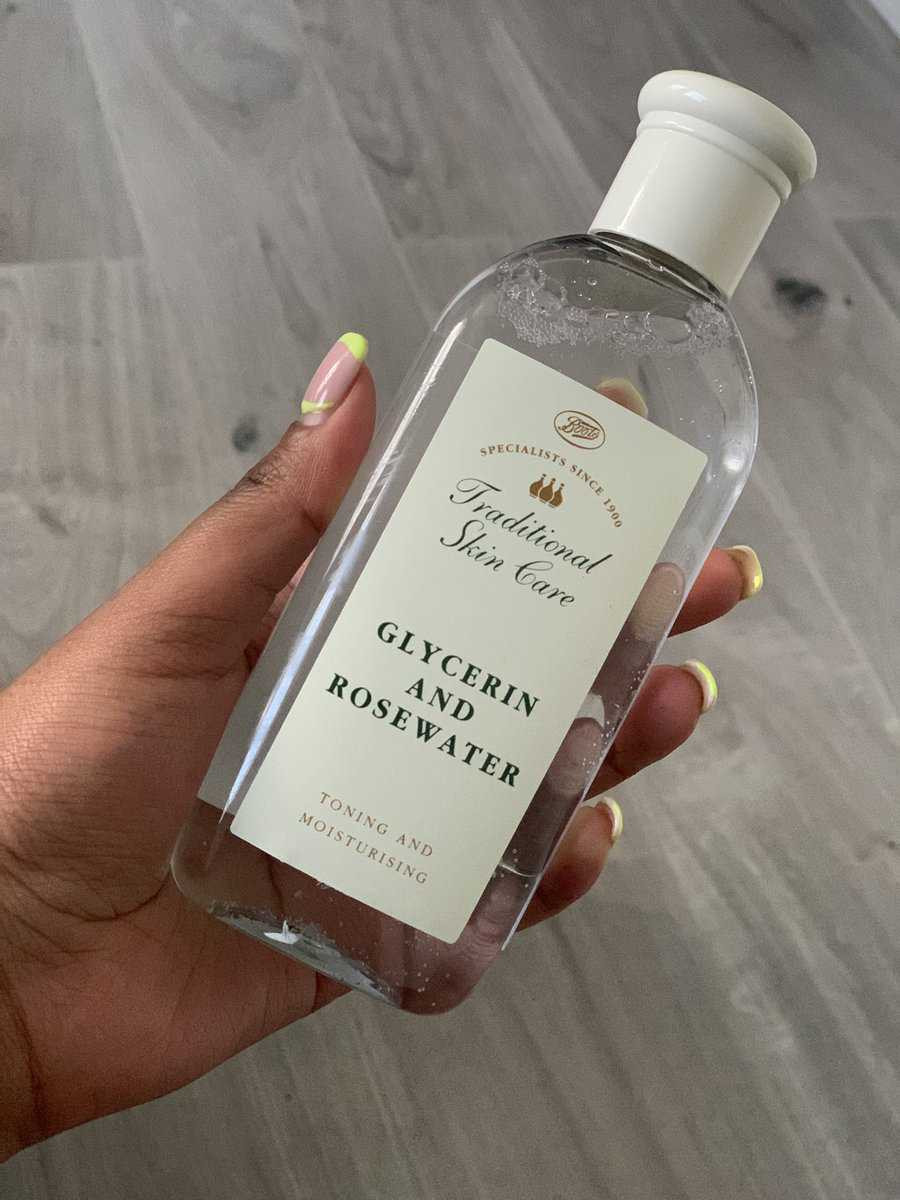 Boots
SPECIALISTS SINCE 1900
Traditional
Skin Care
GLYCERIN
AND
ROSEWATER
TONING AND
MOISTURISING